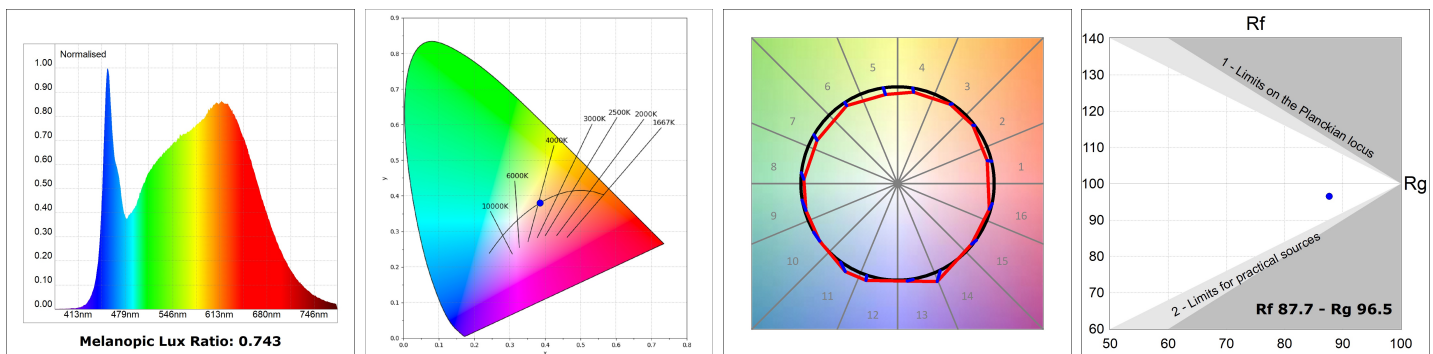 Normalised
1.00
0.90
0.80
0.70
0.60
0.50
0.40
0.30
0.20
0.10
0.00
413nm 479nm 546nm 613nm 680nm 746nm
Melanopic Lux Ratio: 0.743
0.9
0.8
0.7
0.6
0.5
0.4
0.3
0.2
0.1
0.0
y
1667K
2000K
2500K
3000K
4000K
6000K
10000K
0.0 0.1 0.2 0.3 0.4 0.5 0.6 0.7 0.8
x
5 4
6 3
7 2
8 1
9 16
10 15
11 14
12 13
Rf
140
130
120
110
100
90
80
70
60
1 - Limits on the Planckian locus
Rg
2 - Limits for practical sources
Rf 87.7 - Rg 96.5
50 60 70 80 90 100